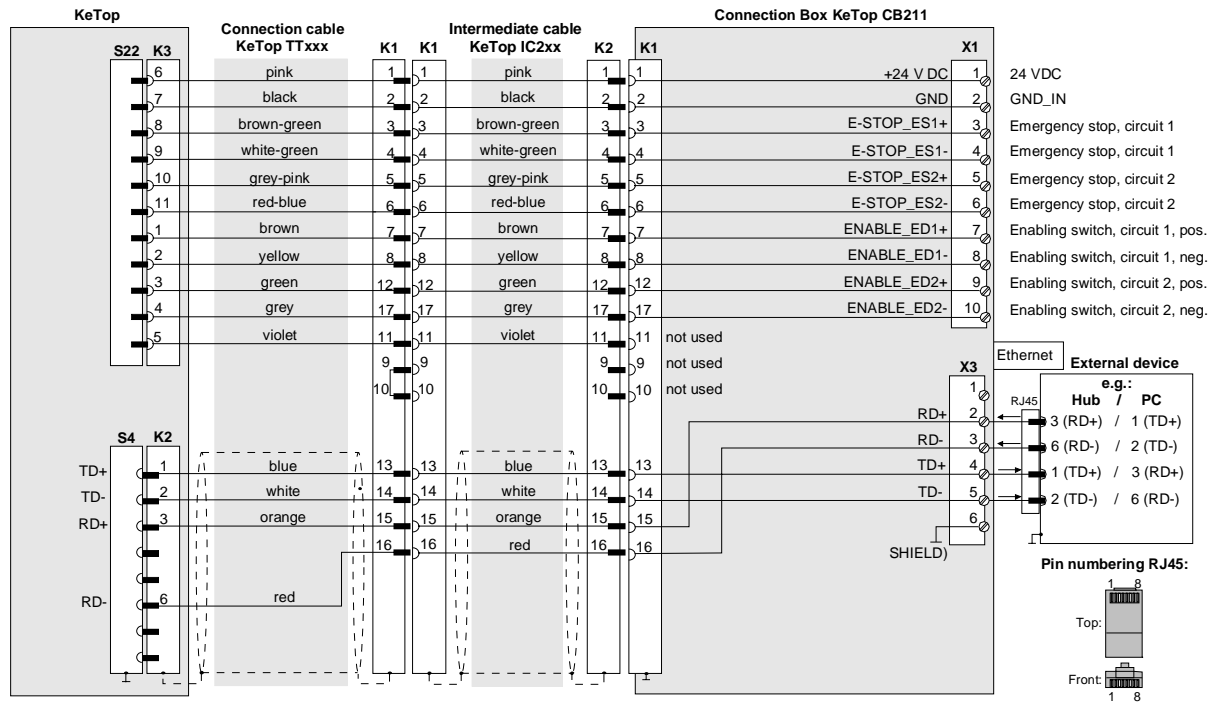 KeTop
Connection cable
KeTop TTxxx
Intermediate cable
KeTop IC2xx
Connection Box KeTop CB211
S22 K3 K1 K1 K2 K1 X1
6 pink 1 1 pink 1 1 +24 V DC 1 24 VDC
7 black 2 2 black 2 2 GND 2 GND_IN
8 brown-green 3 3 brown-green 3 3 E-STOP_ES1+ 3 Emergency stop, circuit 1
9 white-green 4 4 white-green 4 4 E-STOP_ES1- 4 Emergency stop, circuit 1
10 grey-pink 5 5 grey-pink 5 5 E-STOP_ES2+ 5 Emergency stop, circuit 2
11 red-blue 6 6 red-blue 6 6 E-STOP_ES2- 6 Emergency stop, circuit 2
1 brown 7 7 brown 7 7 ENABLE_ED1+ 7 Enabling switch, circuit 1, pos.
2 yellow 8 8 yellow 8 8 ENABLE_ED1- 8 Enabling switch, circuit 1, neg.
3 green 12 12 green 12 12 ENABLE_ED2+ 9 Enabling switch, circuit 2, pos.
4 grey 17 17 grey 17 17 ENABLE_ED2- 10 Enabling switch, circuit 2, neg.
5 violet 11 11 violet 11 11 not used
9 9 9 9 not used
10 10 10 10 not used
Ethernet
External device
e.g.:
Hub / PC
X3
RJ45
1
RD+ 2 3 (RD+) / 1 (TD+)
RD- 3 6 (RD-) / 2 (TD-)
TD+ 4 1 (TD+) / 3 (RD+)
TD- 5 2 (TD-) / 6 (RD-)
6
SHIELD)
S4 K2
TD+ 1 blue 13 13 blue 13 13
TD- 2 white 14 14 white 14 14
RD+ 3 orange 15 15 orange 15 15
16 16 red 16 16
RD- 6 red
Pin numbering RJ45:
1 8
Top:
Front:
1 8